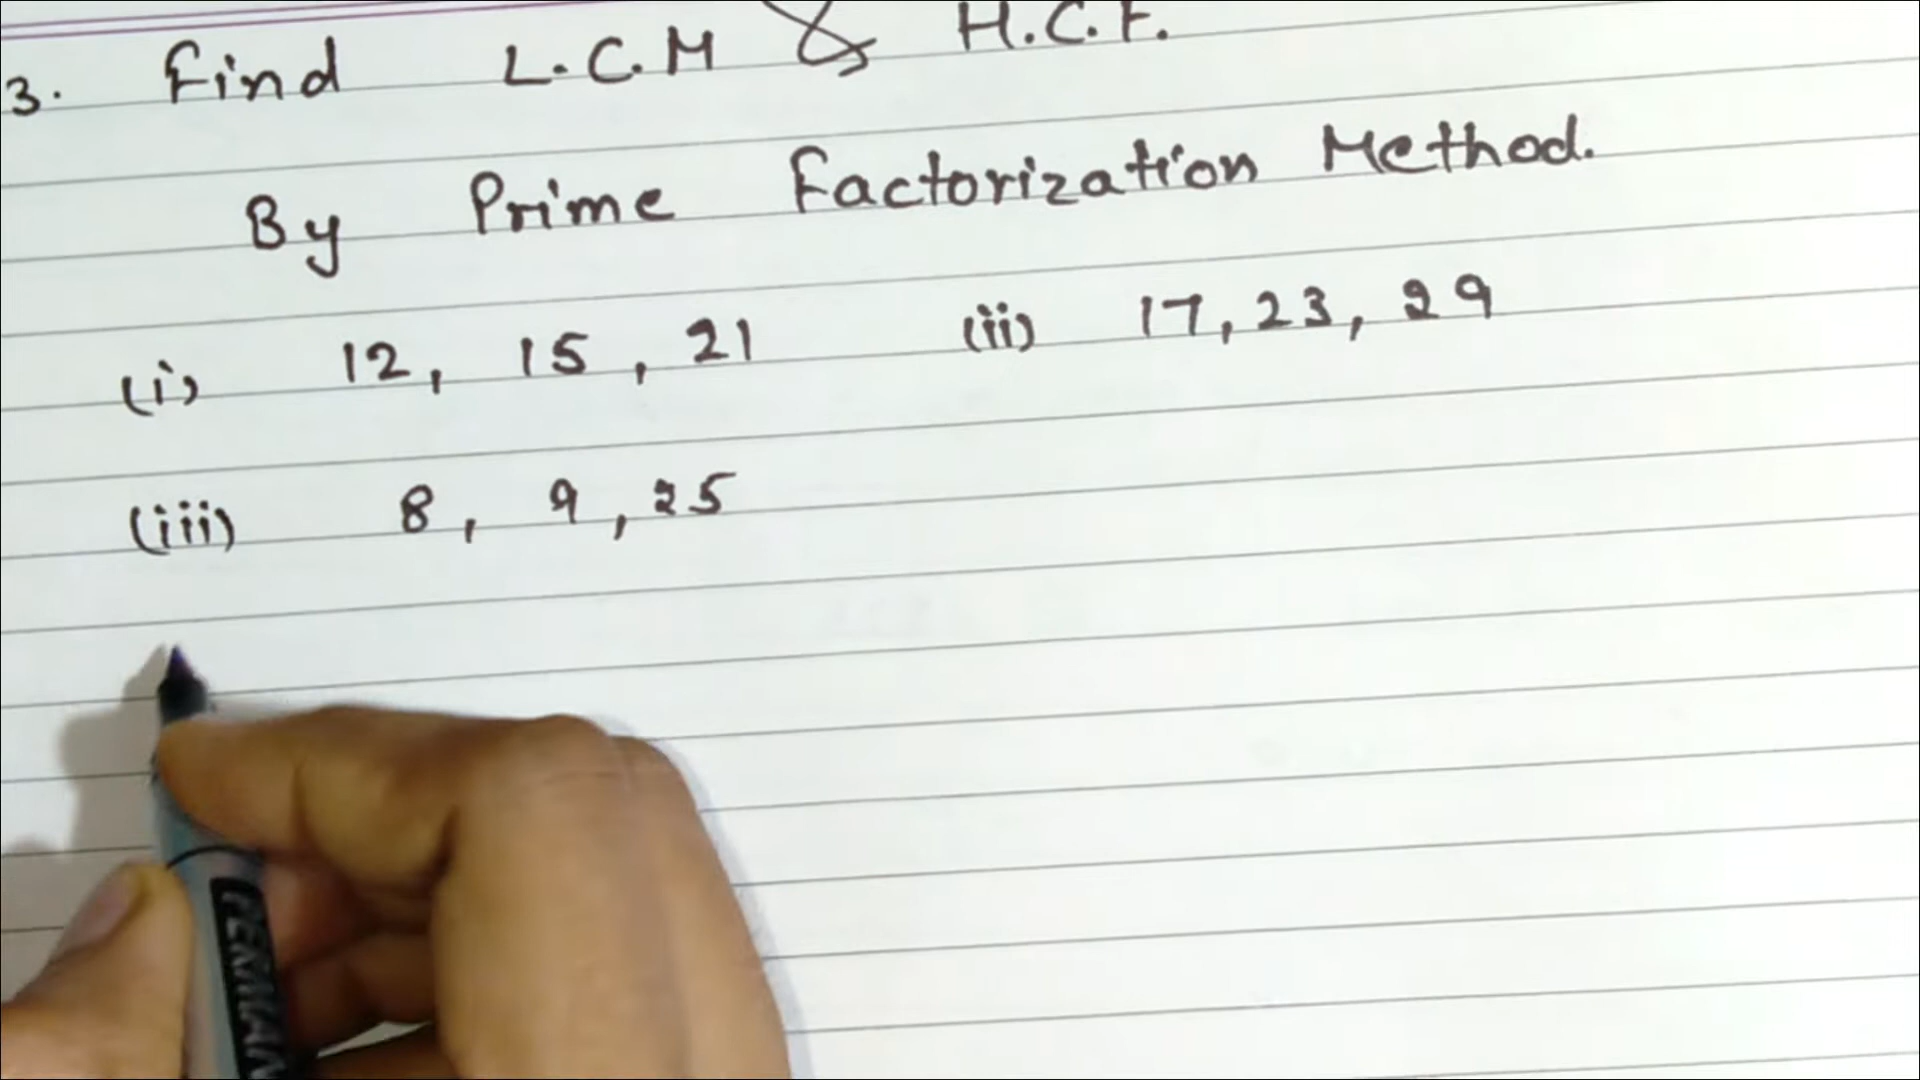 3. Find L.C.M & H.C.F.
By Prime Factorization Method.
(i) 12, 15, 21 (ii) 17, 23, 29
(iii) 8, 9, 25